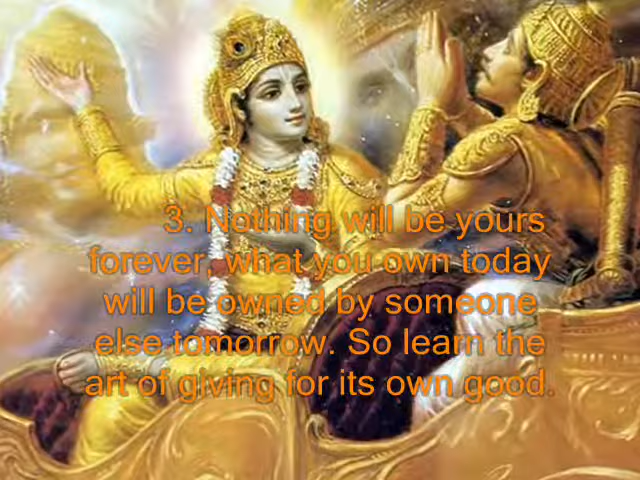 3. Nothing will be yours
forever, what you own today
will be owned by someone
else tomorrow. So learn the
art of giving for its own good.